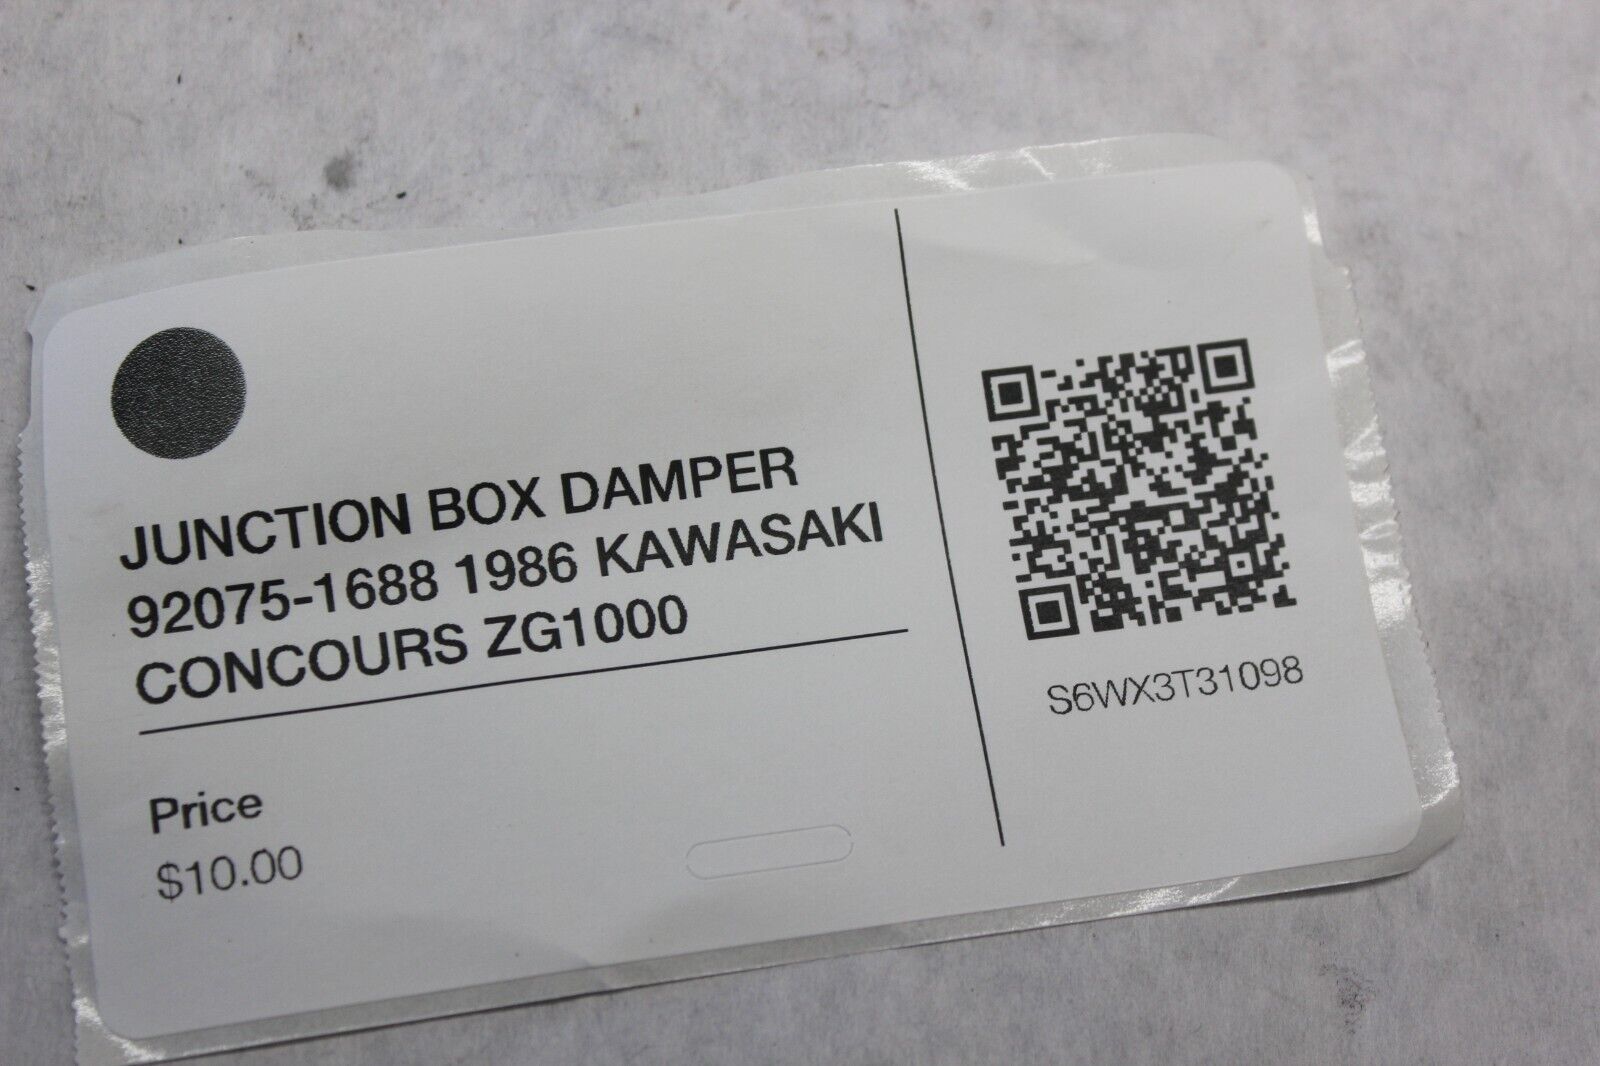 JUNCTION BOX DAMPER
92075-1688 1986 KAWASAKI
CONCOURS ZG1000
Price
$10.00
S6WX3T31098